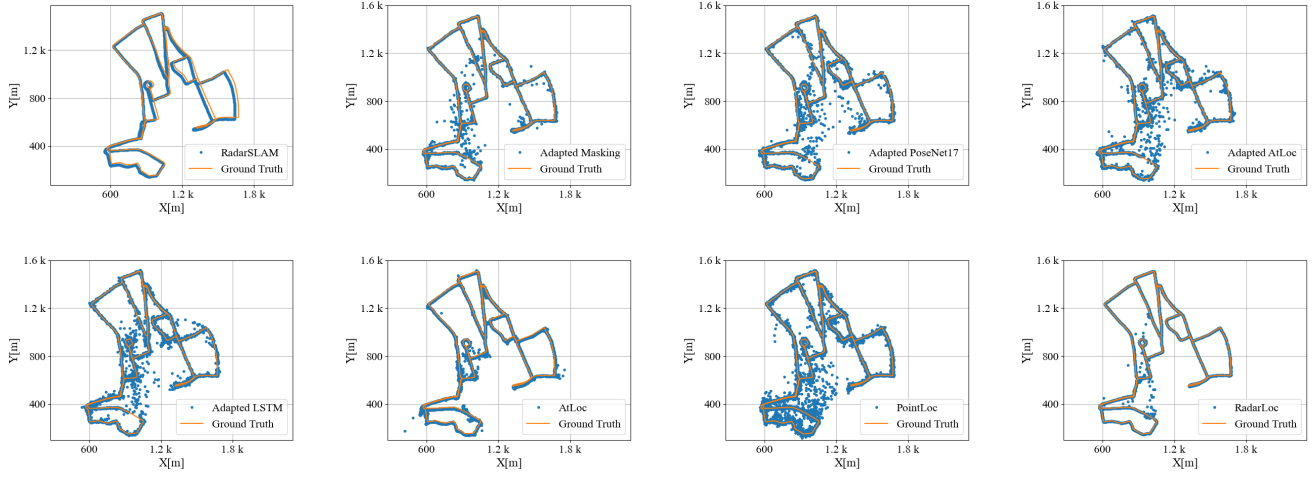 1.2 k
800
400
Y[m]
600
1.2 k
1.8 k
X[m]
RadarSLAM
Ground Truth
1.6 k
1.2 k
800
400
Y[m]
600
1.2 k
1.8 k
X[m]
Adapted Masking
Ground Truth
1.6 k
1.2 k
800
400
Y[m]
600
1.2 k
1.8 k
X[m]
Adapted PoseNet17
Ground Truth
1.6 k
1.2 k
800
400
Y[m]
600
1.2 k
1.8 k
X[m]
Adapted AtLoc
Ground Truth
1.6 k
1.2 k
800
400
Y[m]
600
1.2 k
1.8 k
X[m]
Adapted LSTM
Ground Truth
1.6 k
1.2 k
800
400
Y[m]
600
1.2 k
1.8 k
X[m]
AtLoc
Ground Truth
1.6 k
1.2 k
800
400
Y[m]
600
1.2 k
1.8 k
X[m]
PointLoc
Ground Truth
1.6 k
1.2 k
800
400
Y[m]
600
1.2 k
1.8 k
X[m]
RadarLoc
Ground Truth